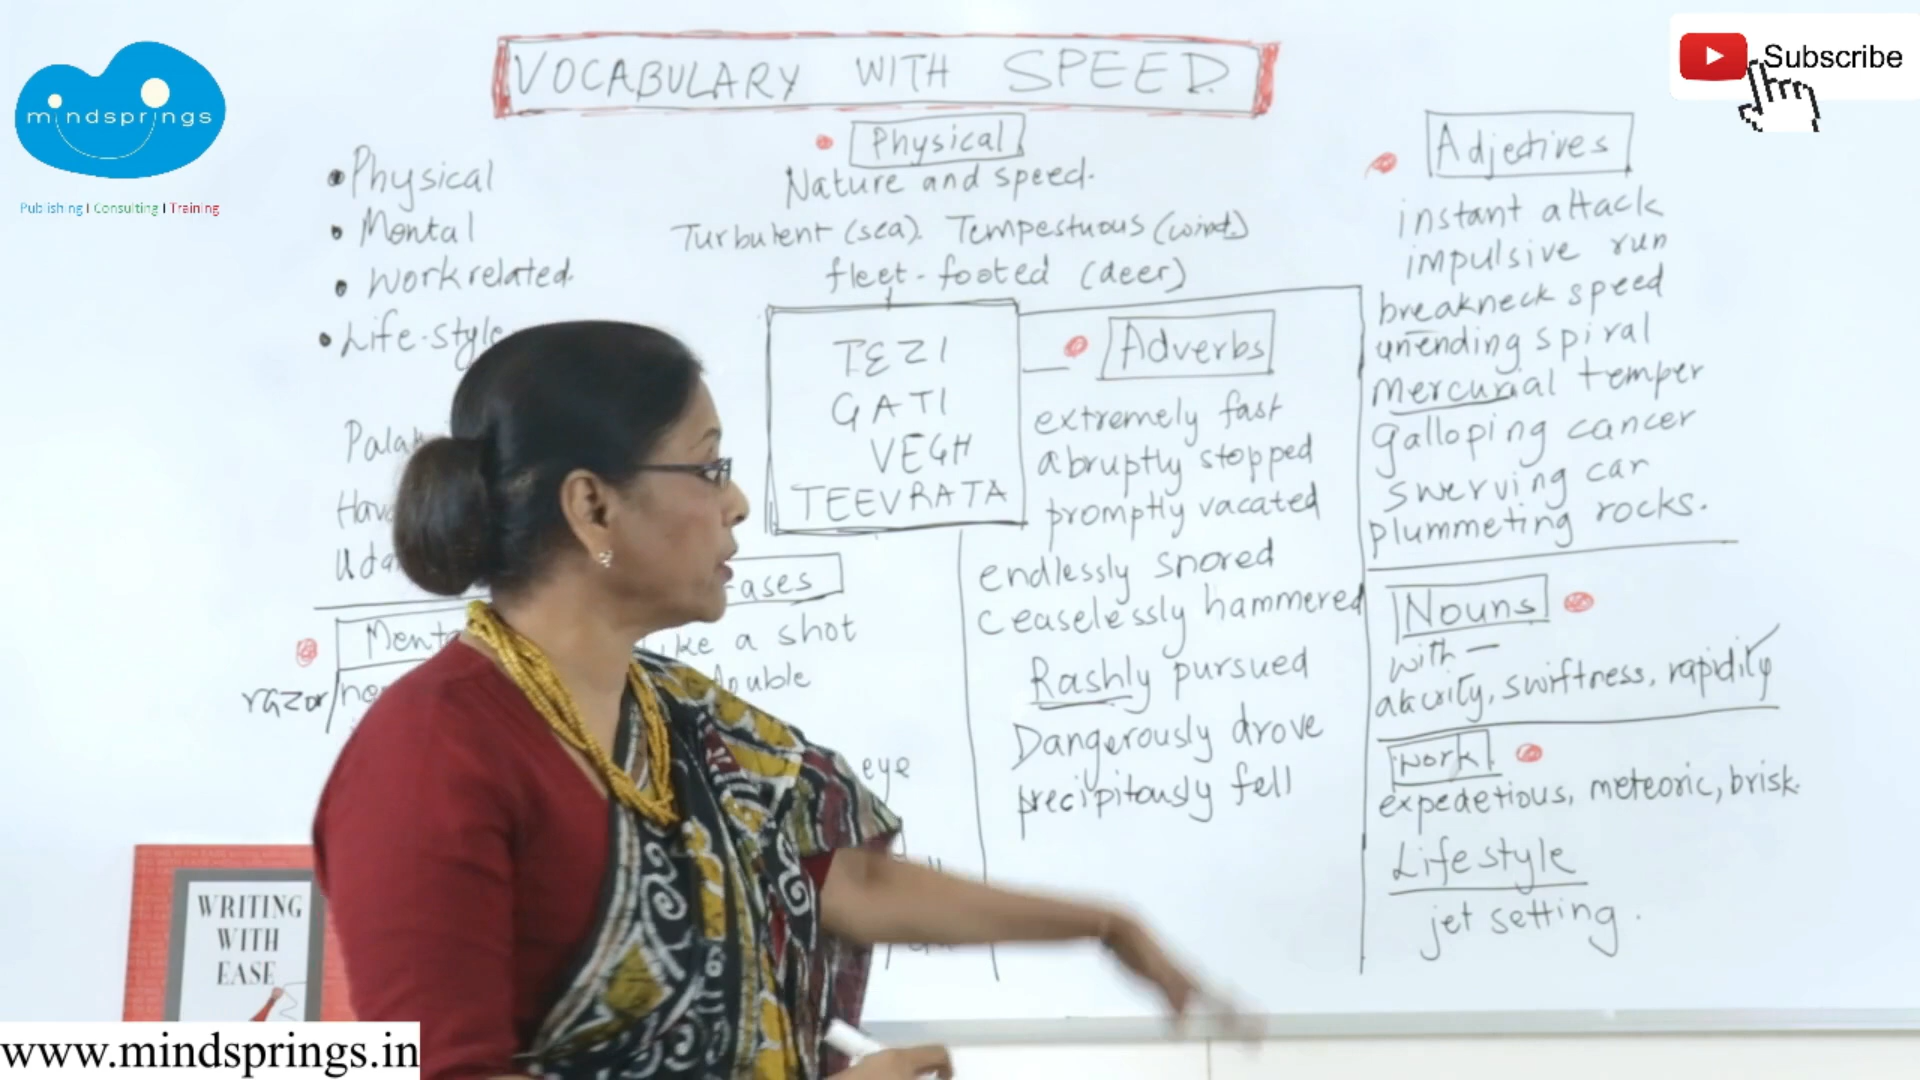 mindsprings
Publishing | Consulting | Training
Subscribe
VOCABULARY WITH SPEED
• Physical
• Mental
• Work related.
• Life-style
Physical
Nature and speed.
Turbulent (sea). Tempestuous (wind)
fleet-footed (deer)
TEZI
GATI
VEGH
TEEVRATA
razor
like a shot
eye
Adverbs
extremely fast
abruptly stopped
promptly vacated
endlessly snored
ceaselessly hammered
Rashly pursued
Dangerously drove
precipitously fell
Adjectives
instant attack
impulsive run
breakneck speed
unending spiral
mercurial temper
galloping cancer
swerving car
plummeting rocks.
Nouns
with —
alacrity, swiftness, rapidity
work
expedetious, meteoric, brisk.
Lifestyle
jet setting.
WRITING
WITH
EASE
www.mindsprings.in